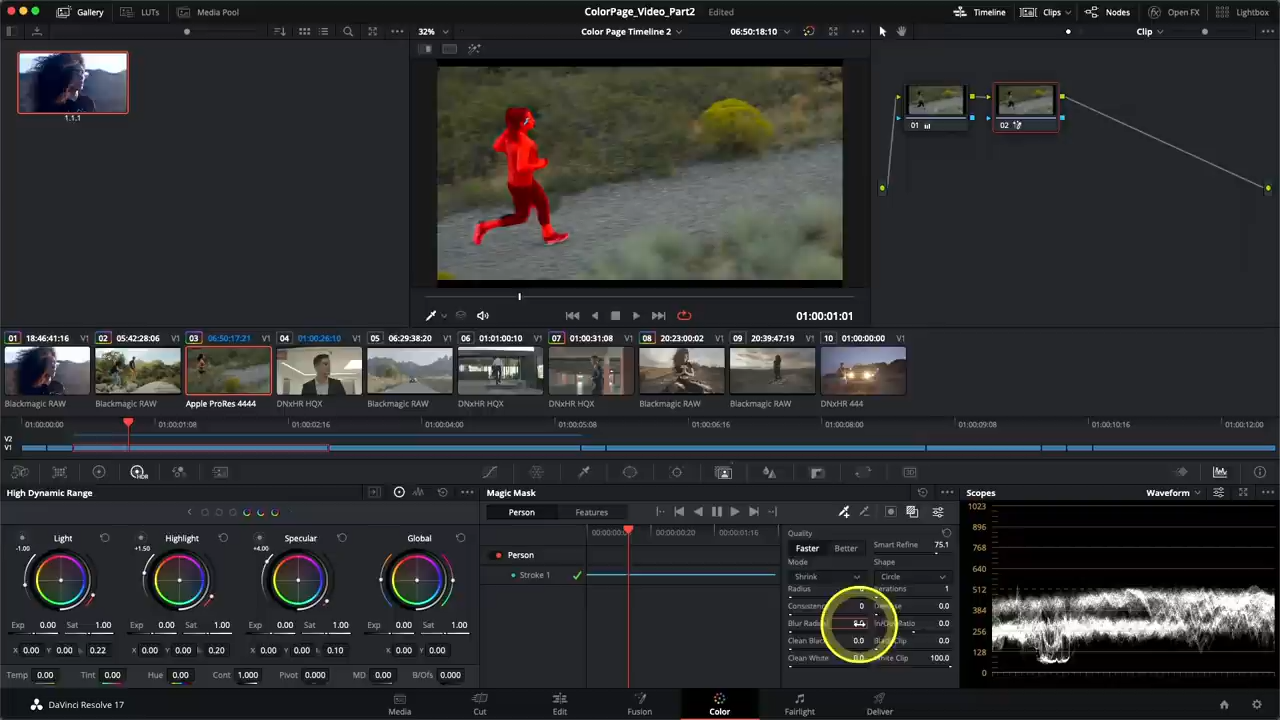 Gallery LUTs Media Pool ColorPage_Video_Part2 Edited Timeline Clips Nodes Open FX Lightbox
32% Color Page Timeline 2 06:50:18:10 Clip
1.1.1
01 02
01:00:01:01
01 18:46:41:16 V1 02 05:42:28:06 V1 03 06:50:17:21 V1 04 01:00:26:10 V1 05 06:29:38:20 V1 06 01:01:00:10 V1 07 01:00:31:08 V1 08 20:23:00:02 V1 09 20:39:47:19 V1 10 01:00:00:00 V1
Blackmagic RAW Blackmagic RAW Apple ProRes 4444 DNxHR HQX Blackmagic RAW DNxHR HQX DNxHR HQX Blackmagic RAW Blackmagic RAW DNxHR 444
01:00:00:00 01:00:01:08 01:00:02:16 01:00:04:00 01:00:05:08 01:00:06:16 01:00:08:00 01:00:09:08 01:00:10:16 01:00:12:00
V2
V1
High Dynamic Range Magic Mask Scopes Waveform
Person Features
Light Highlight Specular Global
-1.00 +1.50 +4.00
Exp 0.00 Sat 1.00 Exp 0.00 Sat 1.00 Exp 0.00 Sat 1.00 Exp 0.00 Sat 1.00
X 0.00 Y 0.00 0.22 X 0.00 Y 0.00 0.20 X 0.00 Y 0.00 0.10 X 0.00 Y 0.00
Temp 0.00 Tint 0.00 Hue 0.00 Cont 1.000 Pivot 0.000 MD 0.00 B/Ofs 0.000
00:00:00:20 00:00:01:16
Person
Stroke 1
Quality
Faster Better Smart Refine 75.1
Mode Shape
Shrink Circle
Radius Iterations 1
Consistency 0 0.0
Blur Radius In/Out Ratio 0.0
Clean Black 0.0 Clip 0.0
Clean White 0.0 White Clip 100.0
1023
896
768
640
512
384
256
128
0
DaVinci Resolve 17 Media Cut Edit Fusion Color Fairlight Deliver